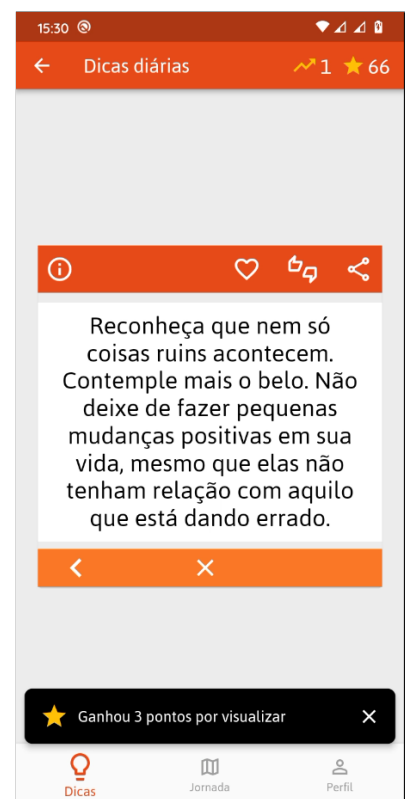 15:30
Dicas diárias
1
66
Reconheça que nem só
coisas ruins acontecem.
Contemple mais o belo. Não
deixe de fazer pequenas
mudanças positivas em sua
vida, mesmo que elas não
tenham relação com aquilo
que está dando errado.
Ganhou 3 pontos por visualizar
Dicas
Jornada
Perfil